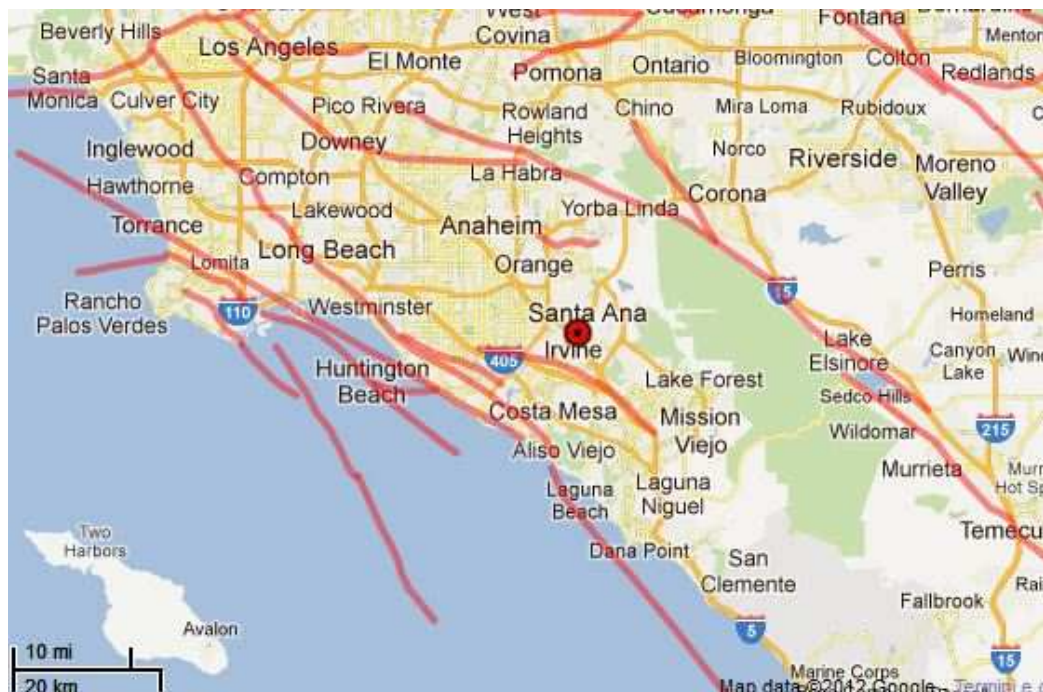 Beverly Hills
Los Angeles
West
Covina
El Monte
Pomona
Ontario
Bloomington
Fontana
Colton
Redlands
Santa
Monica
Culver City
Pico Rivera
Rowland
Heights
Chino
Mira Loma
Rubidoux
Inglewood
Downey
La Habra
Norco
Riverside
Moreno
Valley
Hawthorne
Compton
Lakewood
Corona
Torrance
Anaheim
Yorba Linda
Long Beach
Lomita
Orange
Perris
Rancho
Palos Verdes
110
Westminster
Santa Ana
15
Homeland
Irvine
405
Lake
Elsinore
Canyon
Lake
Huntington
Beach
Lake Forest
Sedco Hills
Costa Mesa
Mission
Viejo
Wildomar
215
Aliso Viejo
Murrieta
Hot Sp
Laguna
Beach
Laguna
Niguel
Two
Harbors
Dana Point
Temecu
San
Clemente
Fallbrook
Avalon
5
15
10 mi
20 km
Marine Corps
Map data ©2012 Google - Termini e